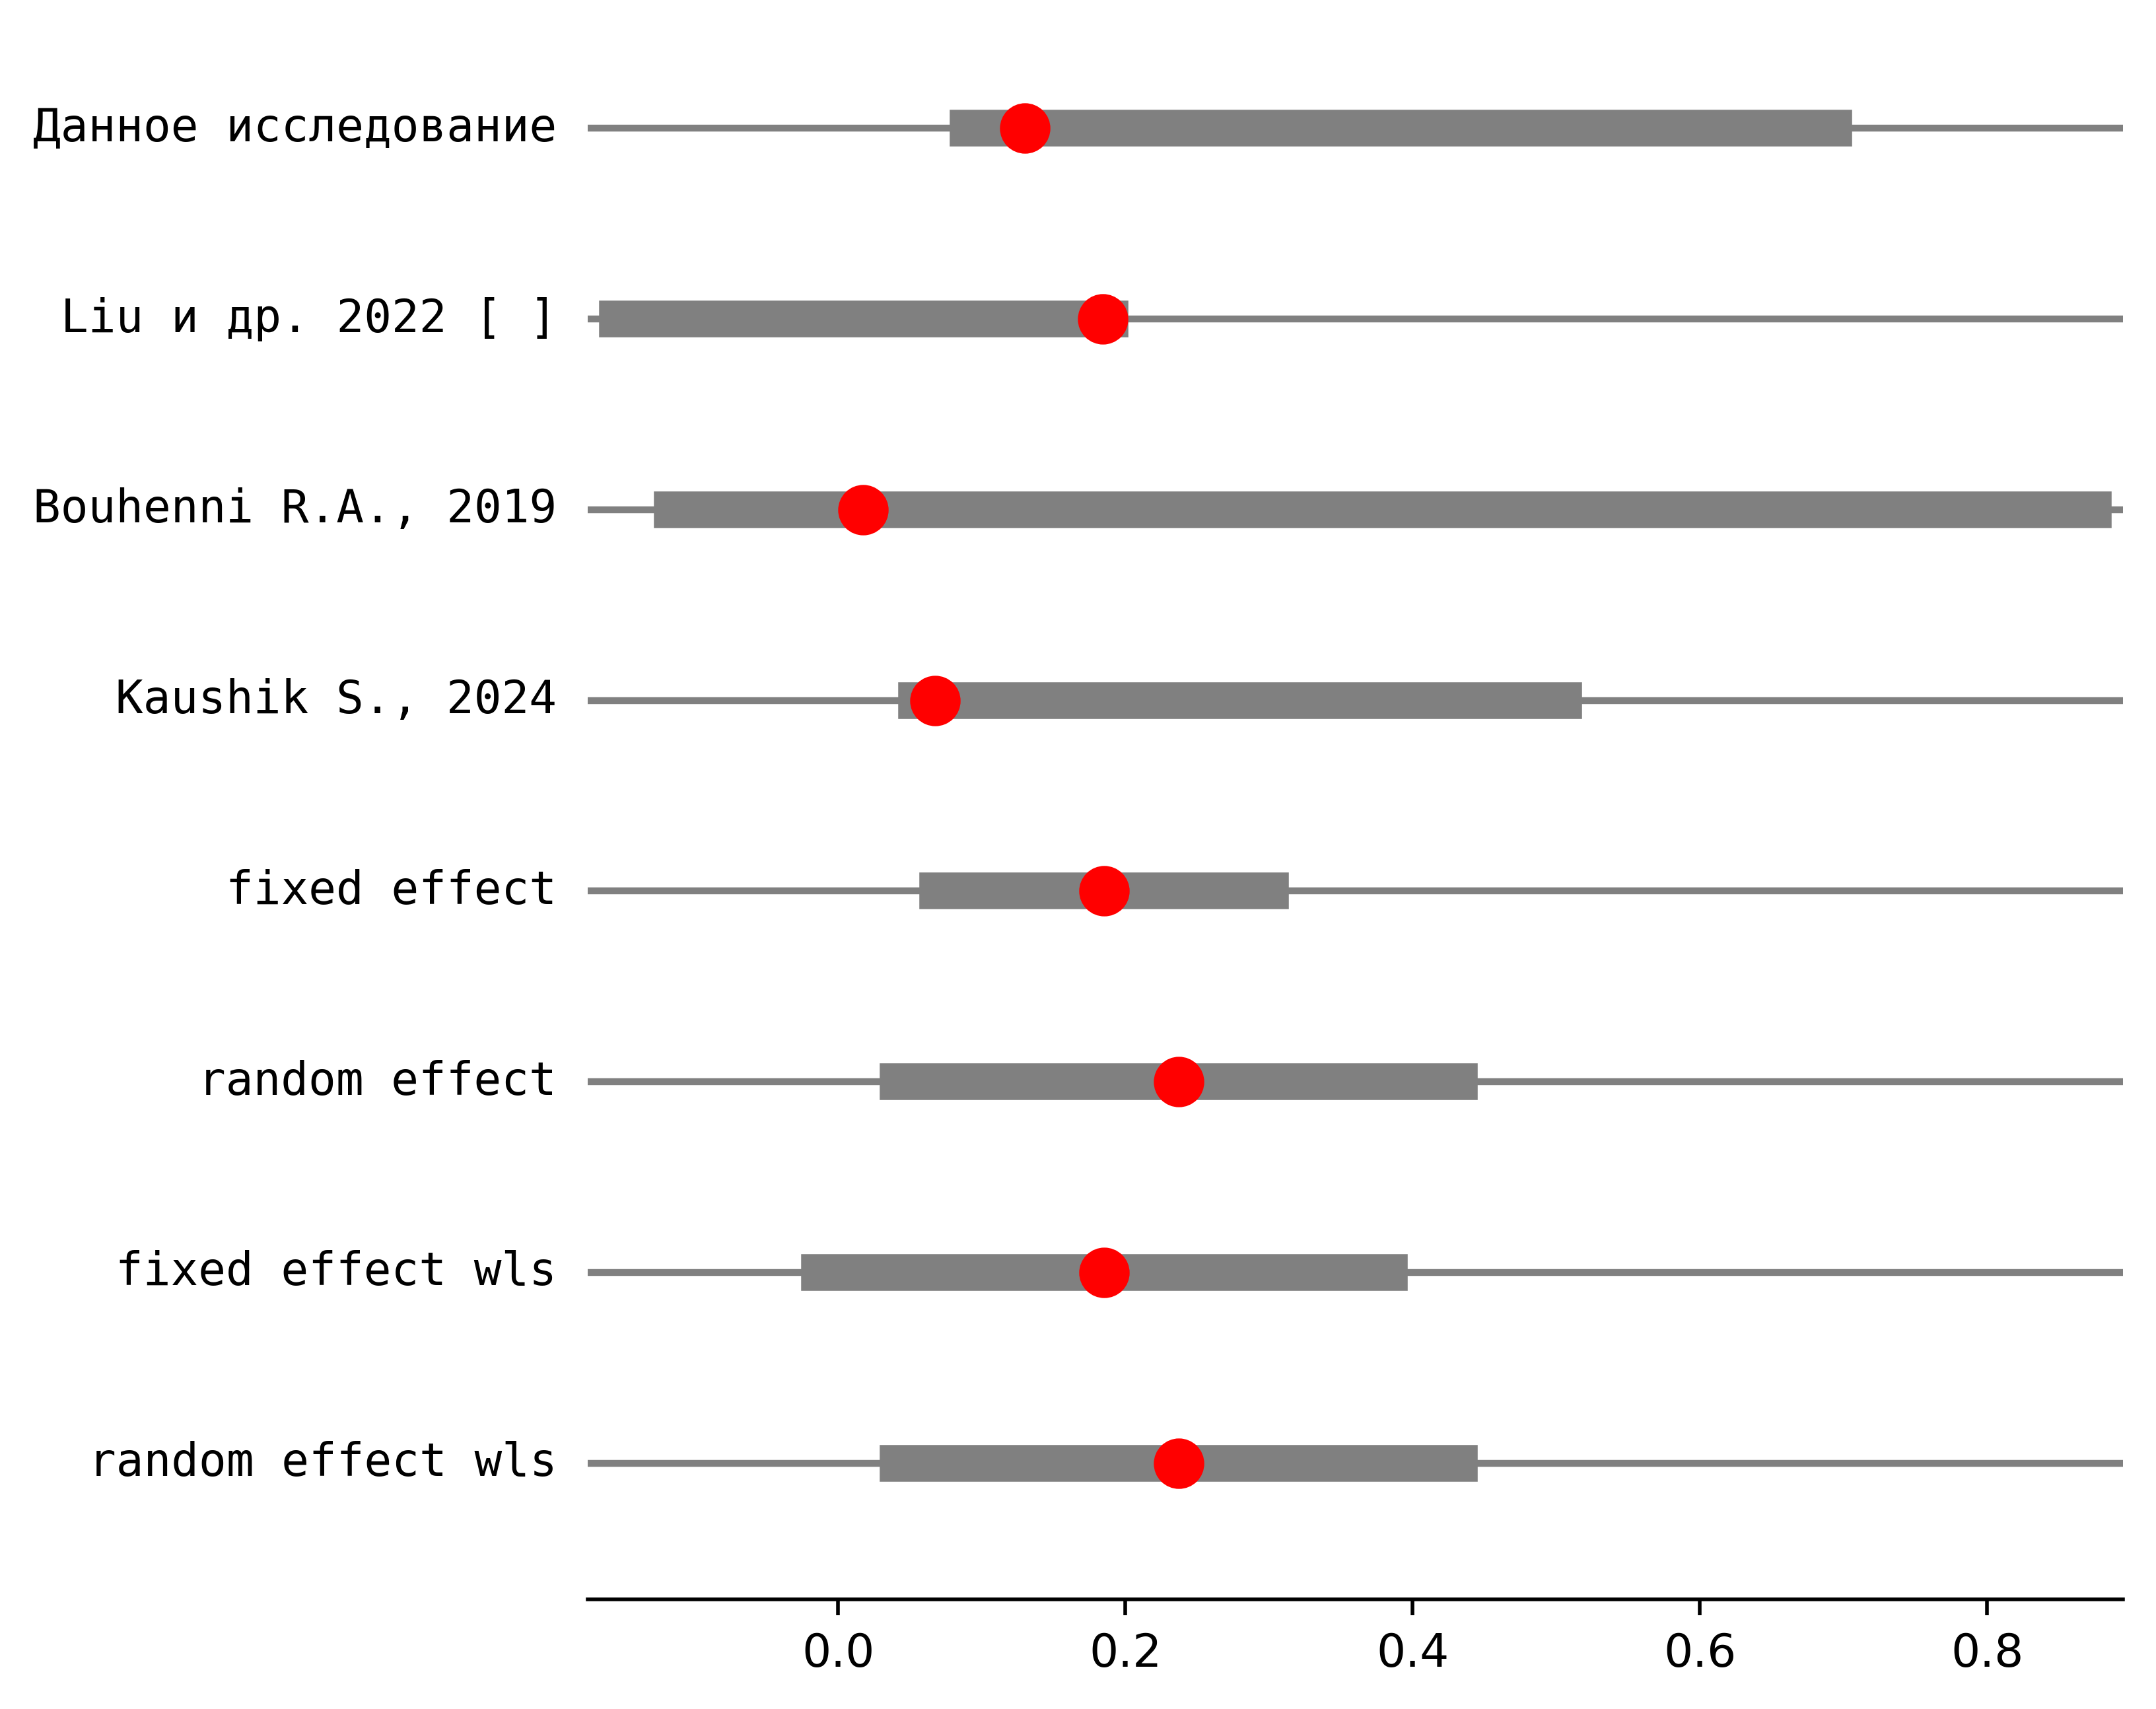 Данное исследование
Liu и др. 2022 [ ]
Bouhenni R.A., 2019
Kaushik S., 2024
fixed effect
random effect
fixed effect wls
random effect wls
0.0 0.2 0.4 0.6 0.8